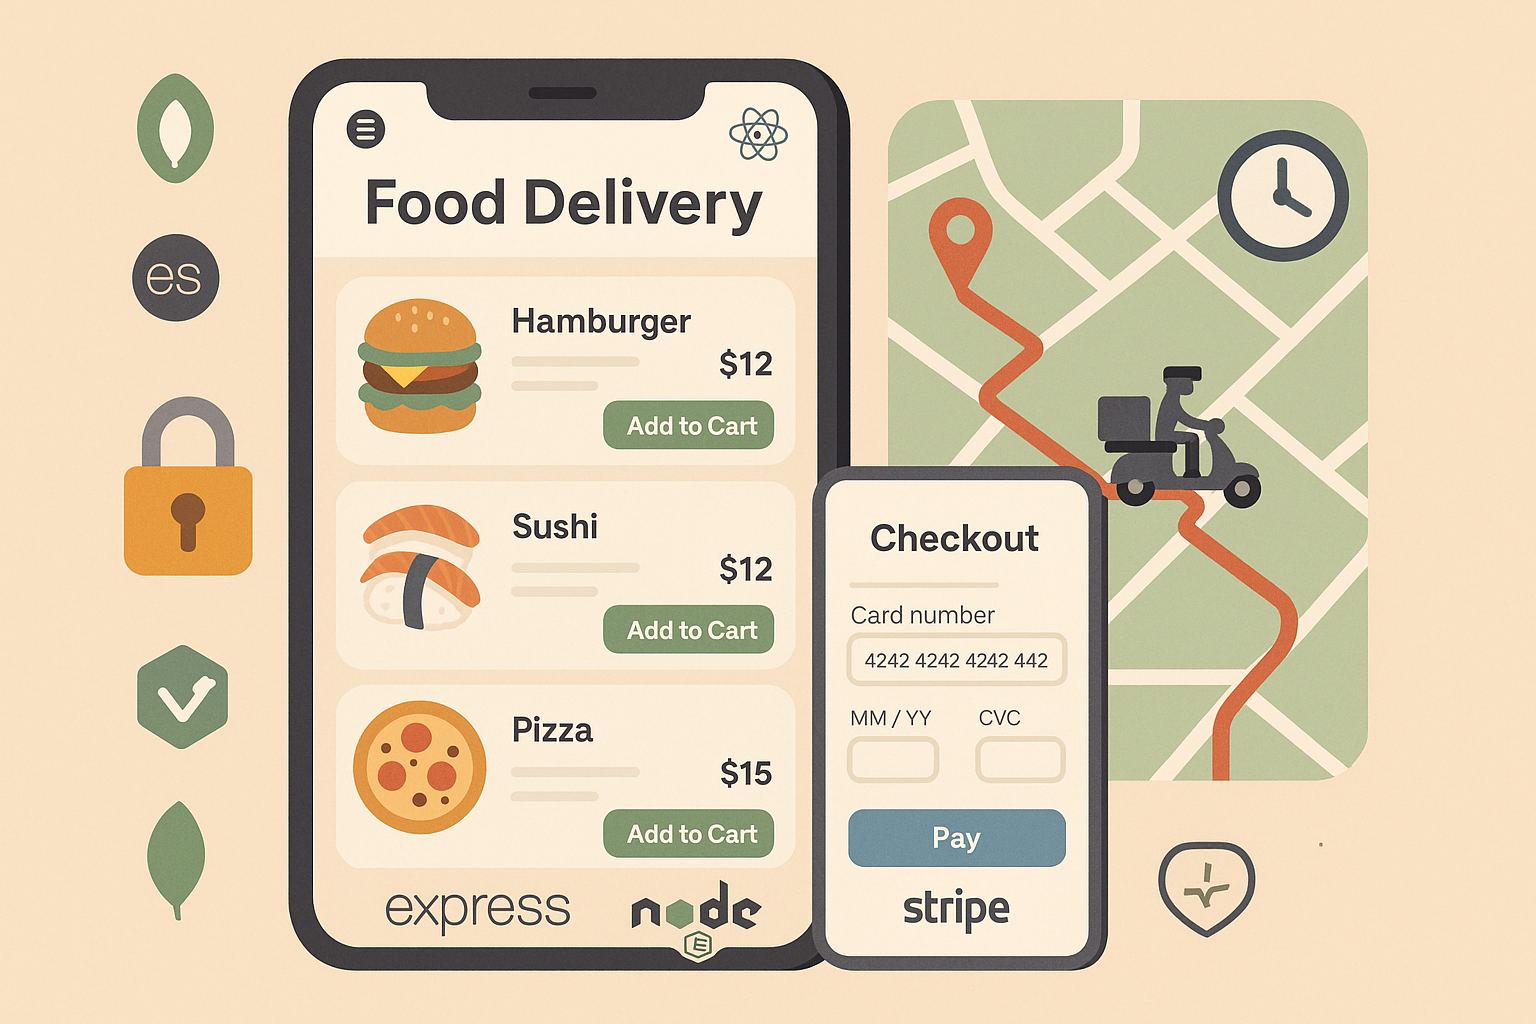 es
Food Delivery
Hamburger
$12
Add to Cart
Sushi
$12
Add to Cart
Pizza
$15
Add to Cart
express
node
E
Checkout
Card number
4242 4242 4242 442
MM / YY CVC
Pay
stripe